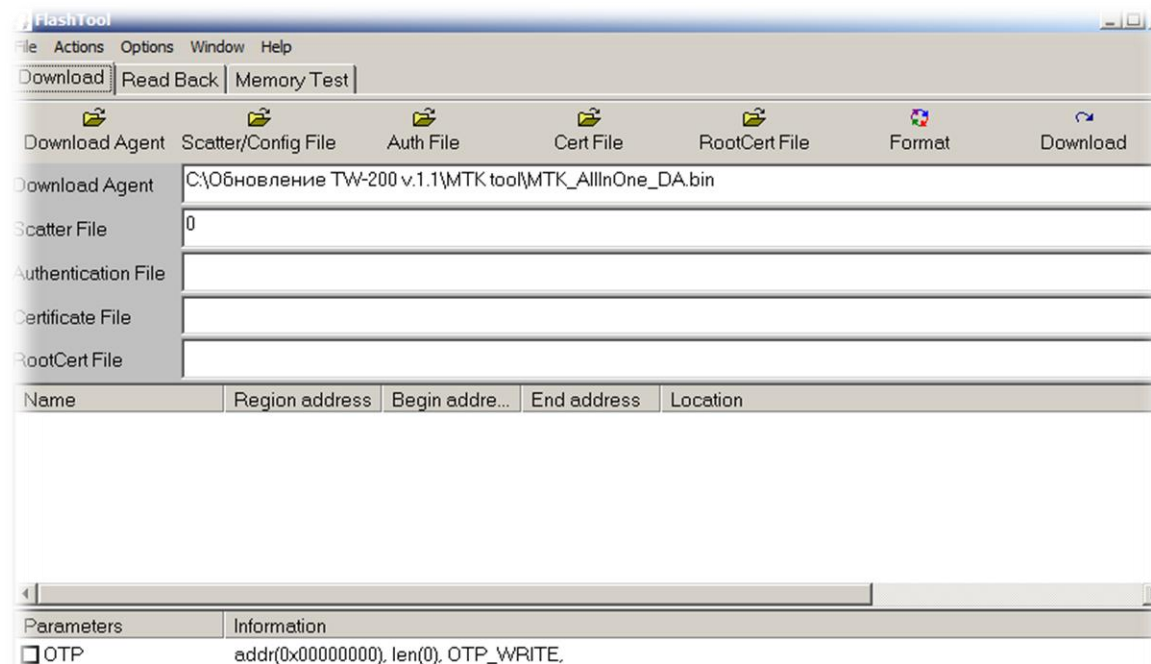 FlashTool
File Actions Options Window Help
Download Read Back Memory Test
Download Agent Scatter/Config File Auth File Cert File RootCert File Format Download
Download Agent C:\Обновление TW-200 v.1.1\MTK tool\MTK_AllInOne_DA.bin
Scatter File 0
Authentication File
Certificate File
RootCert File
Name Region address Begin addre... End address Location
Parameters Information
OTP addr(0x00000000), len(0), OTP_WRITE,